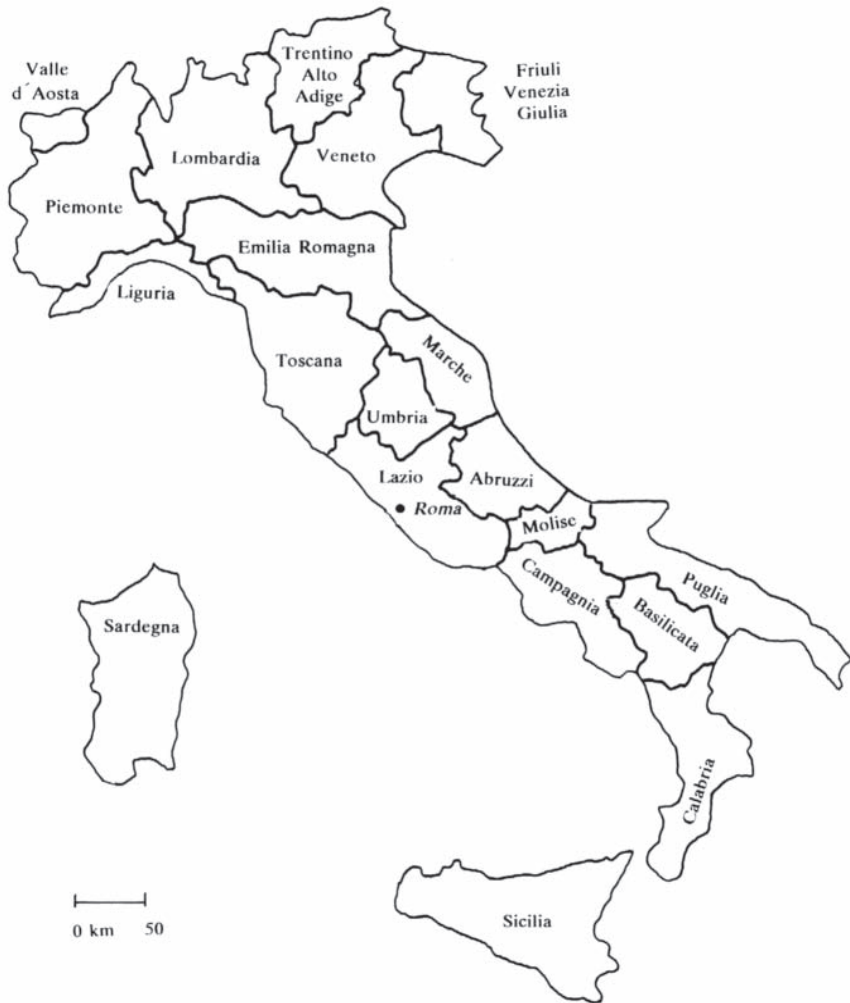 Trentino
Alto
Adige
Valle
d´Aosta
Friuli
Venezia
Giulia
Lombardia
Veneto
Piemonte
Emilia Romagna
Liguria
Toscana
Marche
Umbria
Lazio
Abruzzi
Roma
Molise
Campagnia
Puglia
Basilicata
Sardegna
Calabria
Sicilia
0 km 50